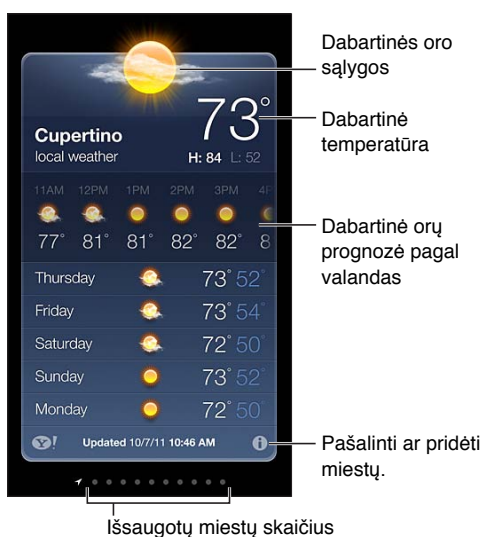 Dabartinės oro
sąlygos
73°
Dabartinė
temperatūra
Cupertino
local weather
H: 84 L: 52
11AM 12PM 1PM 2PM 3PM
77° 81° 81° 82° 82° 8
Dabartinė orų
prognozė pagal
valandas
Thursday 73° 52°
Friday 73° 54°
Saturday 72° 50°
Sunday 73° 52°
Monday 72° 50°
Y! Updated 10/7/11 10:46 AM i
Pašalinti ar pridėti
miestų.
Išsaugotų miestų skaičius